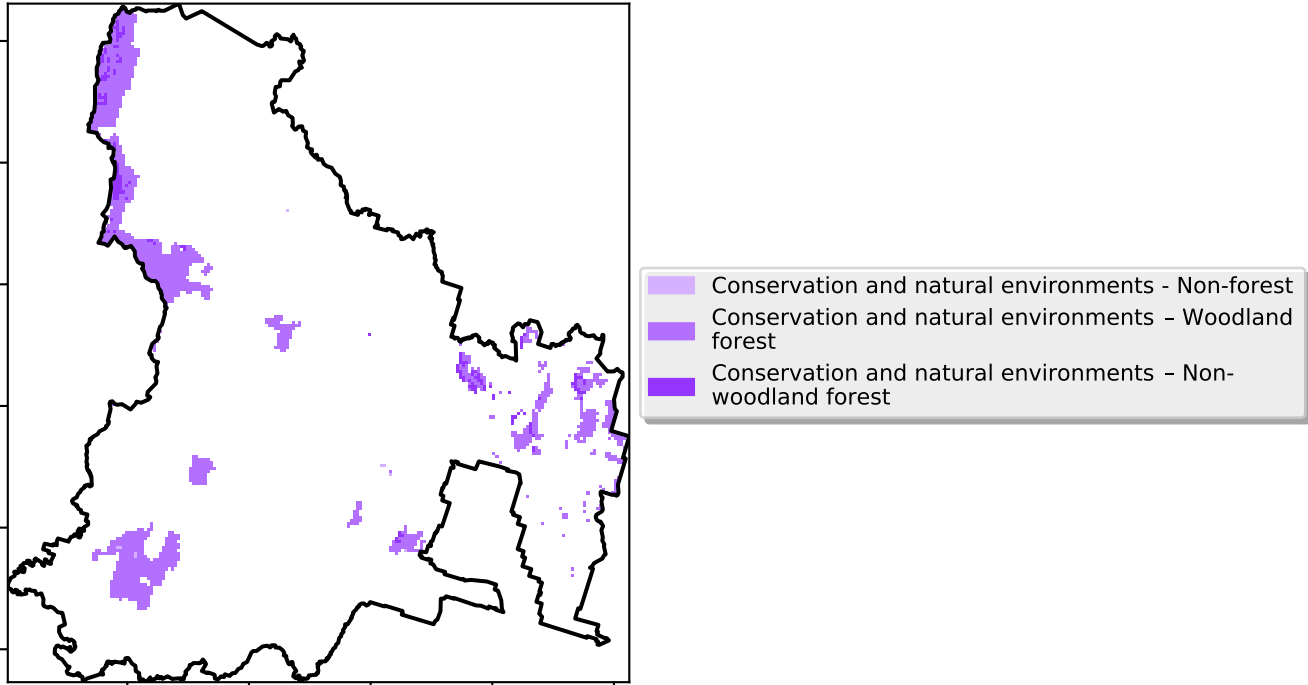 Conservation and natural environments - Non-forest
Conservation and natural environments – Woodland
forest
Conservation and natural environments – Non-
woodland forest